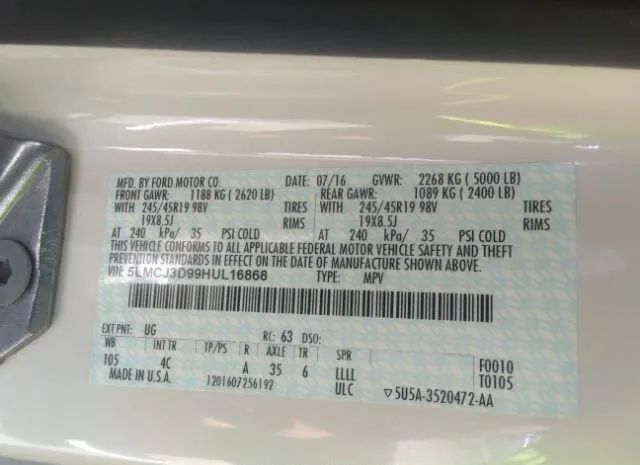 MFD. BY FORD MOTOR CO. DATE: 07/16 GVWR: 2268 KG ( 5000 LB)
FRONT GAWR: 1188 KG ( 2620 LB) REAR GAWR: 1089 KG ( 2400 LB)
WITH 245/45R19 98V TIRES WITH 245/45R19 98V TIRES
19X8.5J RIMS 19X8.5J RIMS
AT 240 kPa/ 35 PSI COLD AT 240 kPa/ 35 PSI COLD
THIS VEHICLE CONFORMS TO ALL APPLICABLE FEDERAL MOTOR VEHICLE SAFETY AND THEFT
PREVENTION STANDARDS IN EFFECT ON THE DATE OF MANUFACTURE SHOWN ABOVE.
VIN: 5LMCJ3D99HUL16868 TYPE: MPV
EXT PNT: UG RC: 63 DSO:
WB INT TR TP/PS R AXLE TR SPR
105 4C A 35 6 LLLL F0010
MADE IN U.S.A. 1201607256192 ULC T0105
▽5U5A-3520472-AA